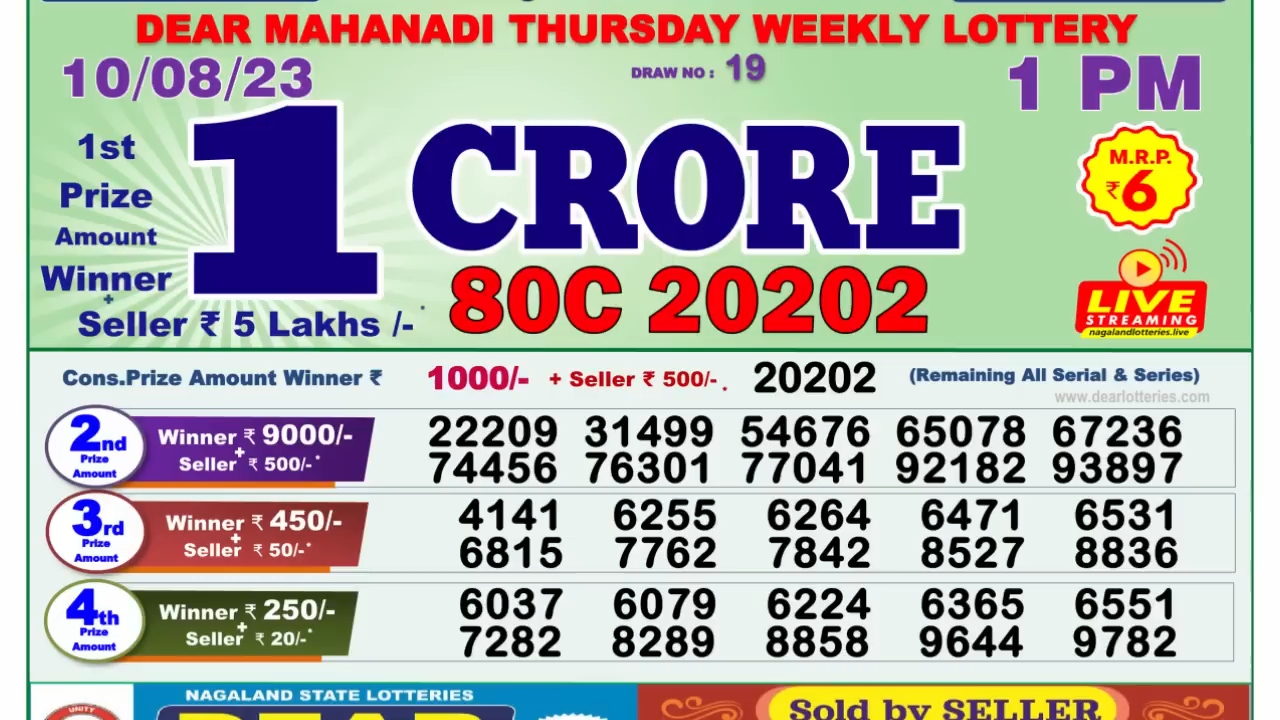 DEAR MAHANADI THURSDAY WEEKLY LOTTERY
10/08/23
DRAW NO : 19
1 PM
1st
Prize
Amount
Winner
+
Seller ₹ 5 Lakhs /-
1 CRORE
80C 20202
M.R.P.
₹6
LIVE
STREAMING
nagalandlotteries.live
Cons.Prize Amount Winner ₹ 1000/- + Seller ₹ 500/- . 20202 (Remaining All Serial & Series)
www.dearlotteries.com
2nd
Prize
Amount
Winner ₹ 9000/-
+
Seller ₹ 500/-*
22209 31499 54676 65078 67236
74456 76301 77041 92182 93897
3rd
Prize
Amount
Winner ₹ 450/-
+
Seller ₹ 50/-*
4141 6255 6264 6471 6531
6815 7762 7842 8527 8836
4th
Prize
Amount
Winner ₹ 250/-
+
Seller ₹ 20/-*
6037 6079 6224 6365 6551
7282 8289 8858 9644 9782
UNITY
NAGALAND STATE LOTTERIES
DEAR
Sold by SELLER